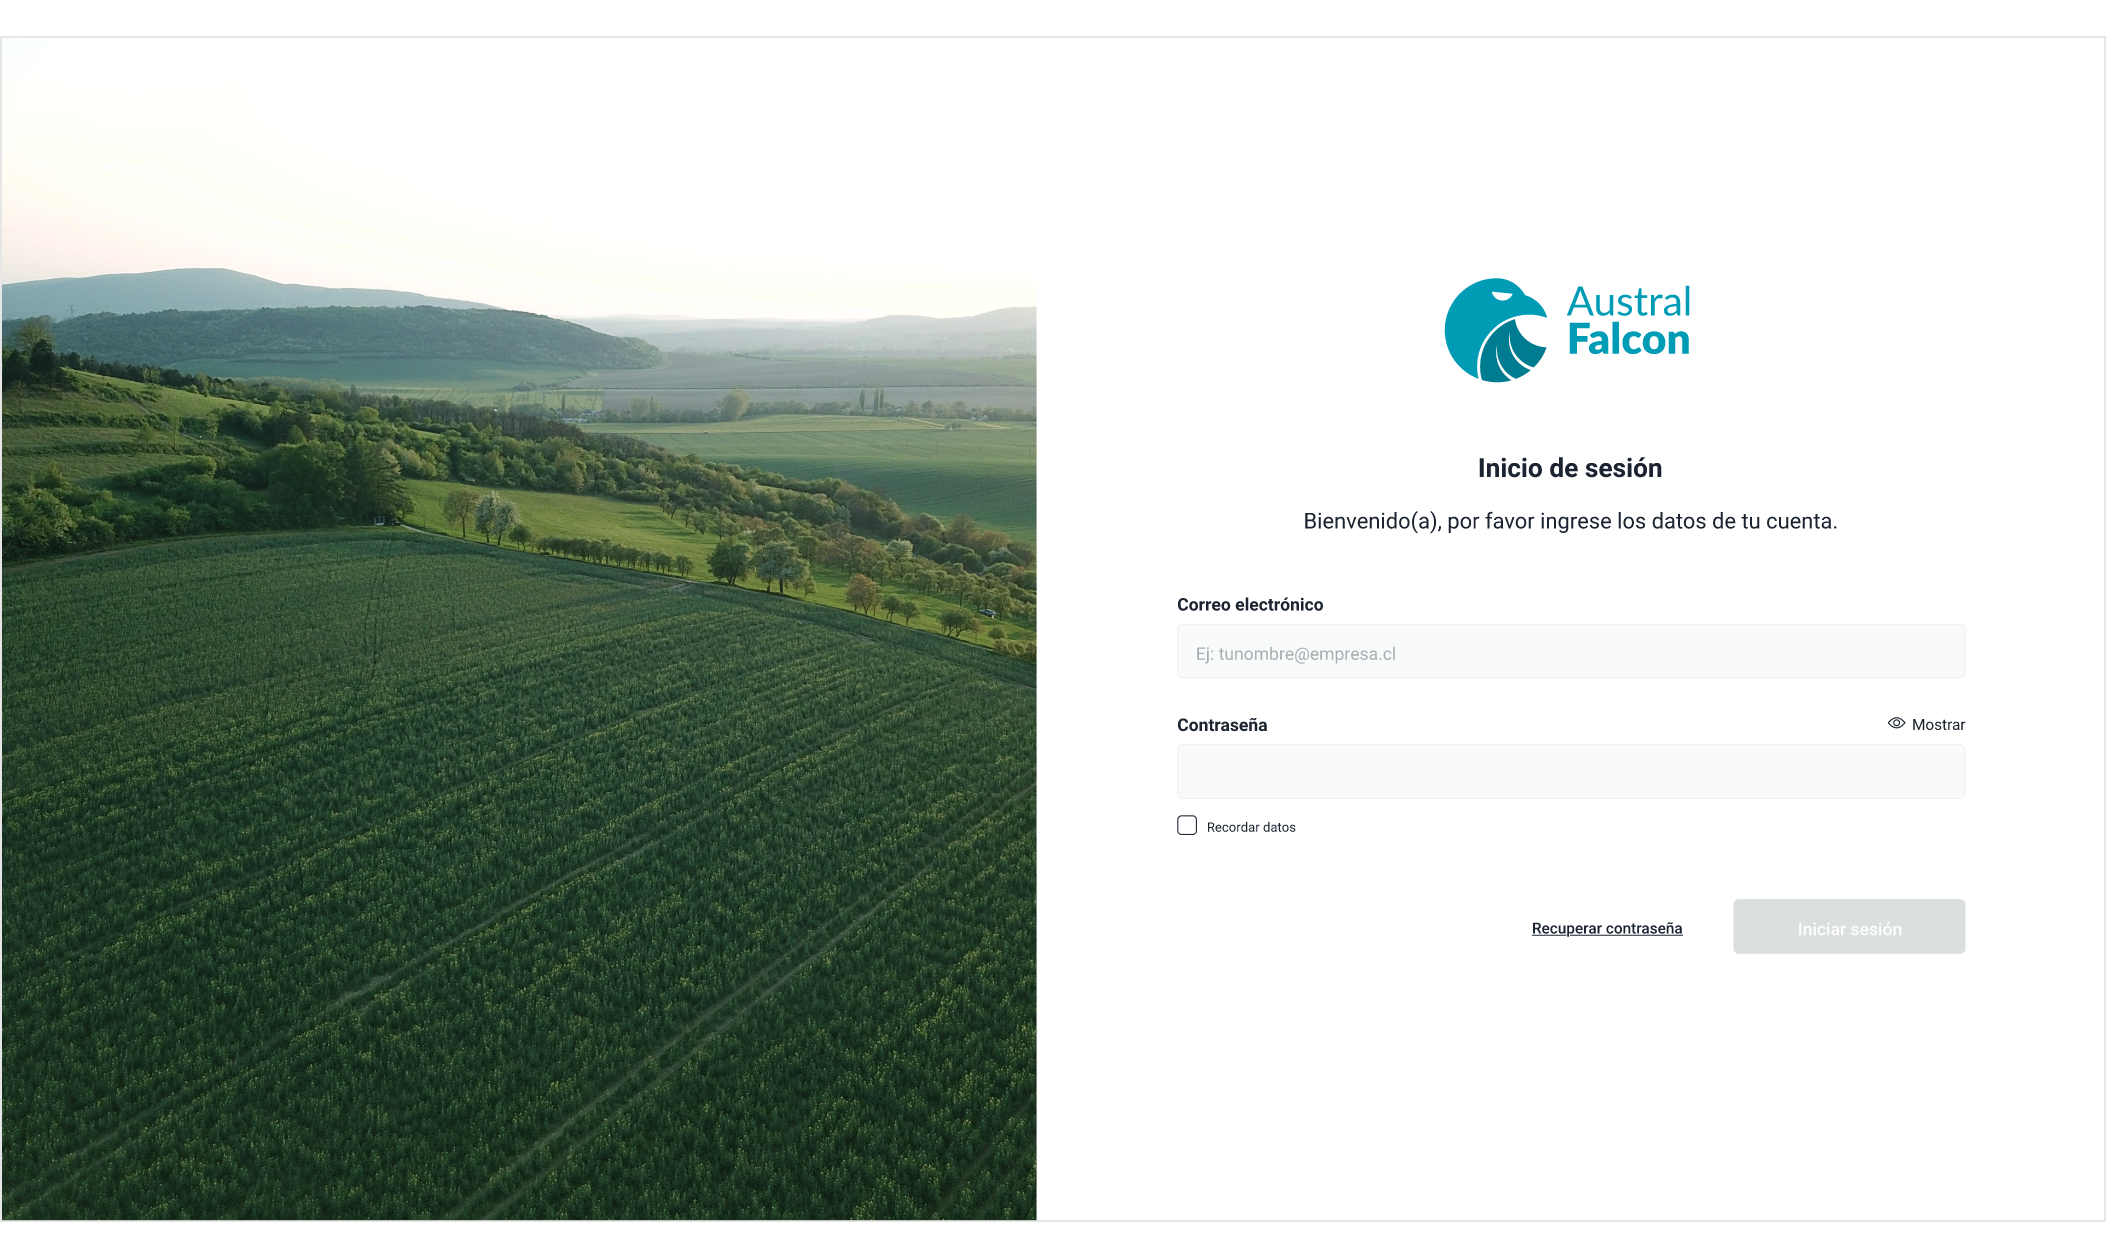 Austral
Falcon
Inicio de sesión
Bienvenido(a), por favor ingrese los datos de tu cuenta.
Correo electrónico
Ej: tunombre@empresa.cl
Contraseña
Mostrar
Recordar datos
Recuperar contraseña
Iniciar sesión